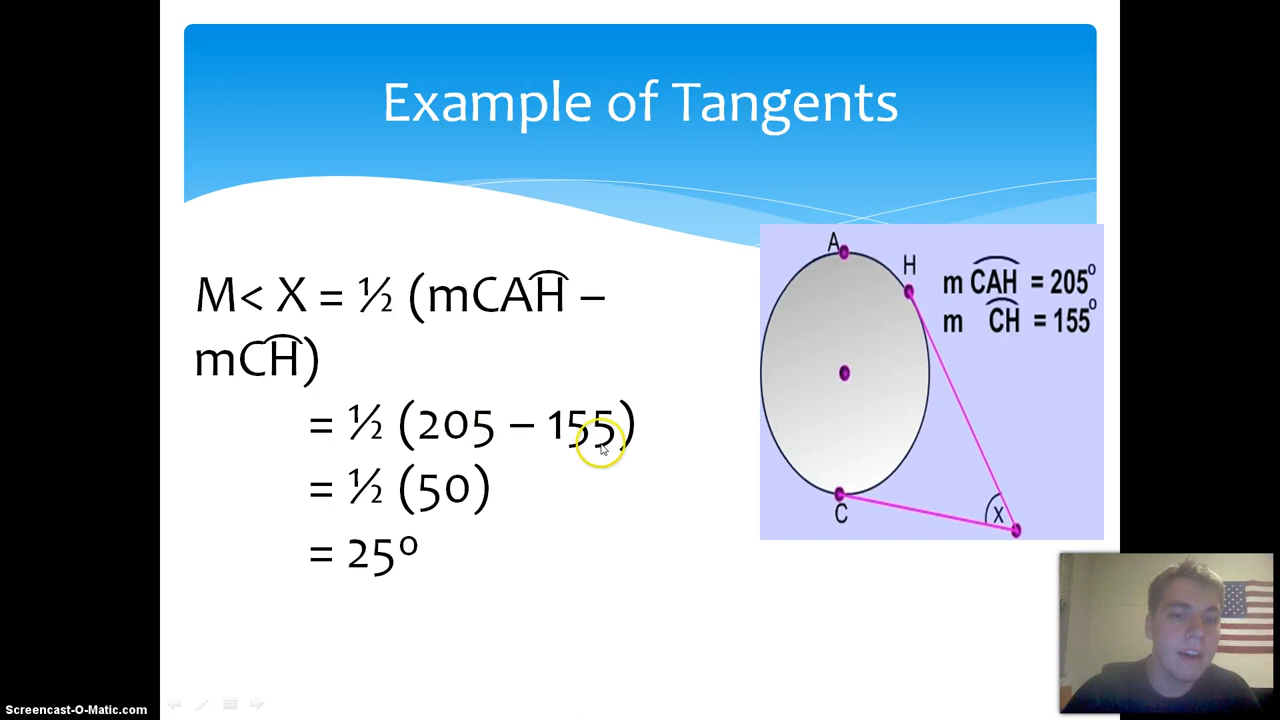 Example of Tangents
M< X = ½ (mCAH –
mCH)
= ½ (205 – 155)
= ½ (50)
= 25º
A
H
m CAH = 205º
m CH = 155º
C
X
Screencast-O-Matic.com